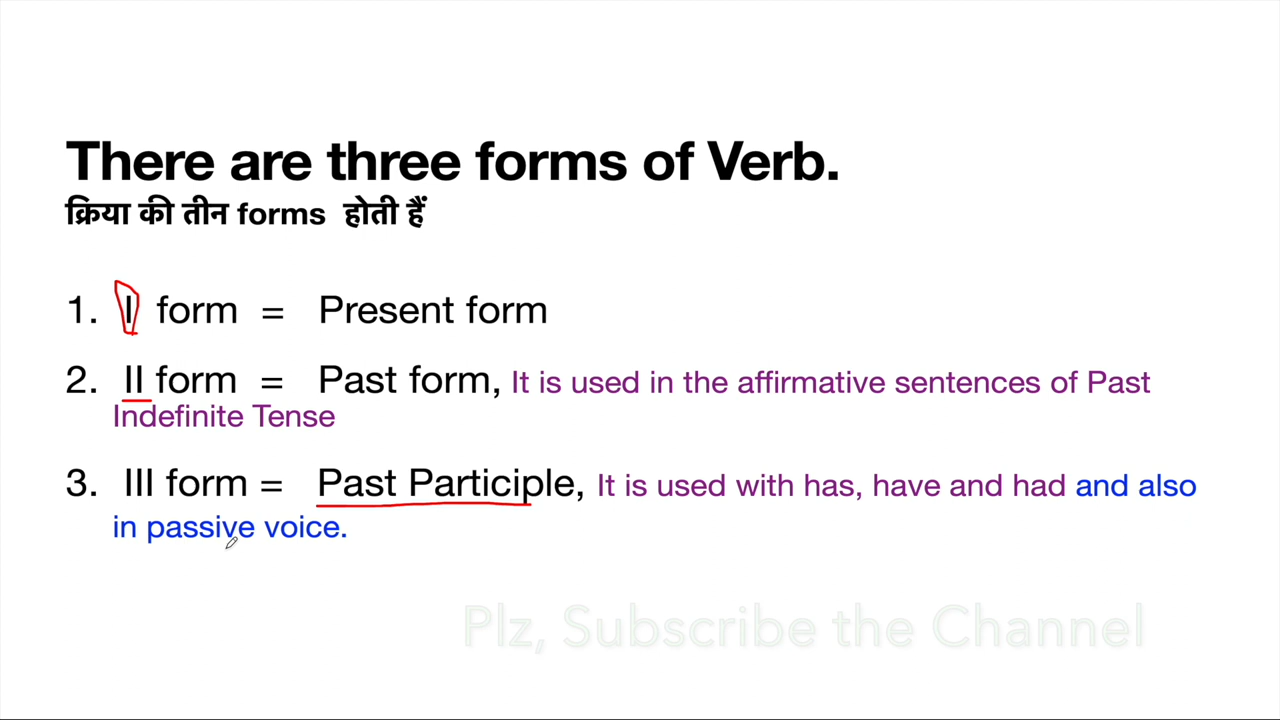 There are three forms of Verb.
क्रिया की तीन forms होती हैं
1. I form = Present form
2. II form = Past form, It is used in the affirmative sentences of Past
Indefinite Tense
3. III form = Past Participle, It is used with has, have and had and also
in passive voice.
Plz, Subscribe the Channel